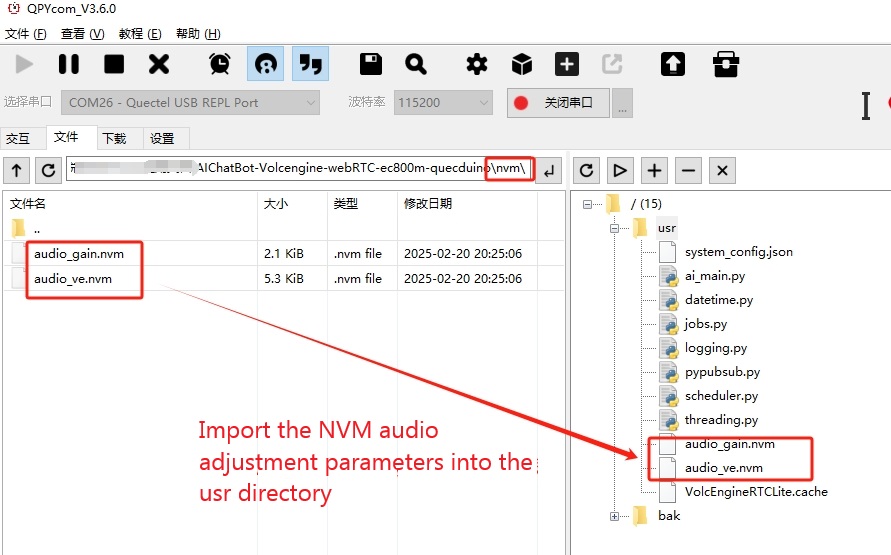 QPYcom_V3.6.0
文件 (F) 查看 (V) 教程 (E) 帮助 (H)
选择串口 COM26 - Quectel USB REPL Port 波特率 115200 关闭串口 ...
交互 文件 下载 设置
AIChatBot-Volcengine-webRTC-ec800m-quecduino\nvm\
文件名 大小 类型 修改日期
..
audio_gain.nvm 2.1 KiB .nvm file 2025-02-20 20:25:06
audio_ve.nvm 5.3 KiB .nvm file 2025-02-20 20:25:06
Import the NVM audio
adjustment parameters into the
usr directory
/ (15)
usr
system_config.json
ai_main.py
datetime.py
jobs.py
logging.py
pypubsub.py
scheduler.py
threading.py
audio_gain.nvm
audio_ve.nvm
VolcEngineRTCLite.cache
bak